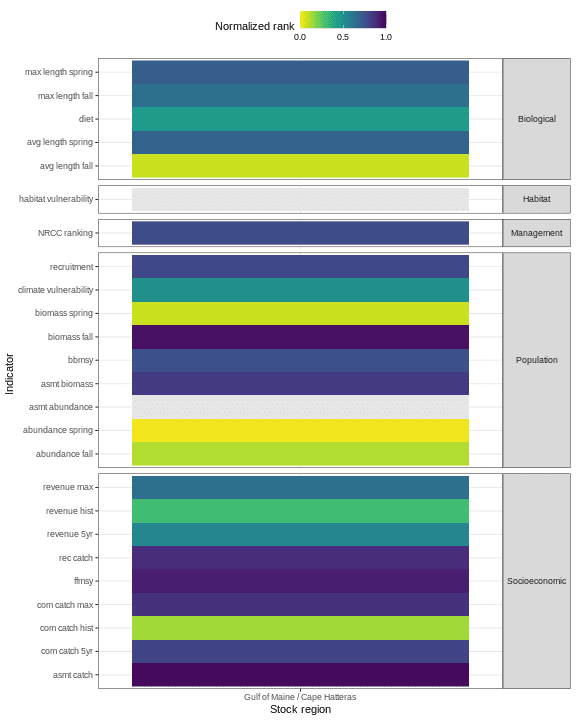 Normalized rank
0.0 0.5 1.0
max length spring
max length fall
diet
avg length spring
avg length fall
Biological
habitat vulnerability
Habitat
NRCC ranking
Management
recruitment
climate vulnerability
biomass spring
biomass fall
bbmsy
asmt biomass
asmt abundance
abundance spring
abundance fall
Population
revenue max
revenue hist
revenue 5yr
rec catch
ffmsy
com catch max
com catch hist
com catch 5yr
asmt catch
Socioeconomic
Indicator
Gulf of Maine / Cape Hatteras
Stock region